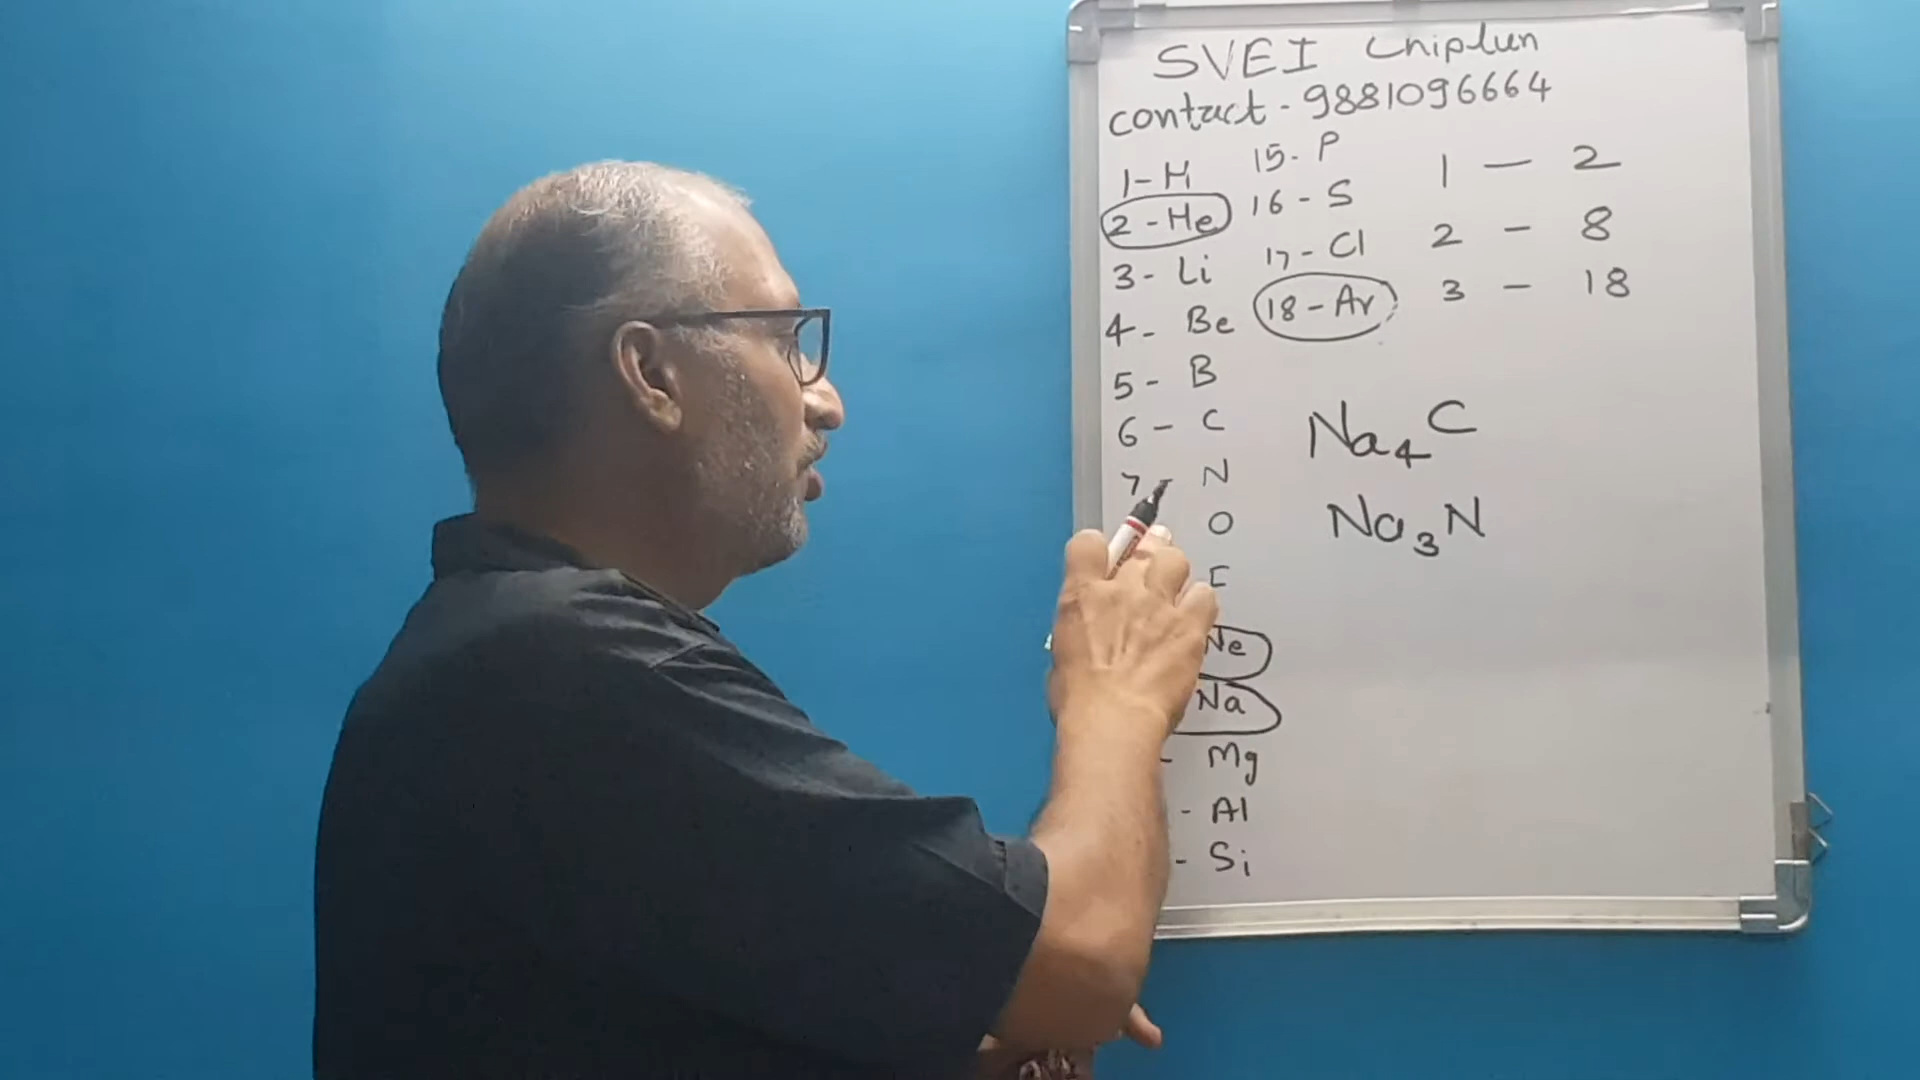 SVEI Chiplun
contact - 9881096664
1 - H
2 - He
3 - Li
4 - Be
5 - B
6 - C
7 - N
O
F
Ne
Na
- Mg
- Al
- Si
15 - P
16 - S
17 - Cl
18 - Ar
1 — 2
2 - 8
3 - 18
Na4C
Na3N